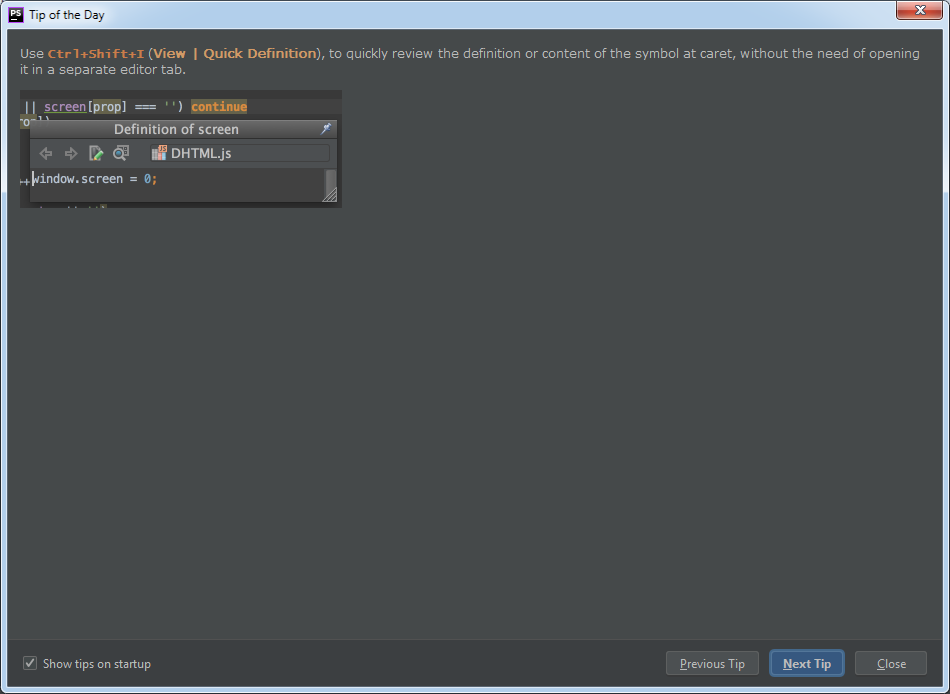 PS Tip of the Day
Use Ctrl+Shift+I (View | Quick Definition), to quickly review the definition or content of the symbol at caret, without the need of opening
it in a separate editor tab.
|| screen[prop] === '') continue
Definition of screen
DHTML.js
window.screen = 0;
Show tips on startup
Previous Tip
Next Tip
Close